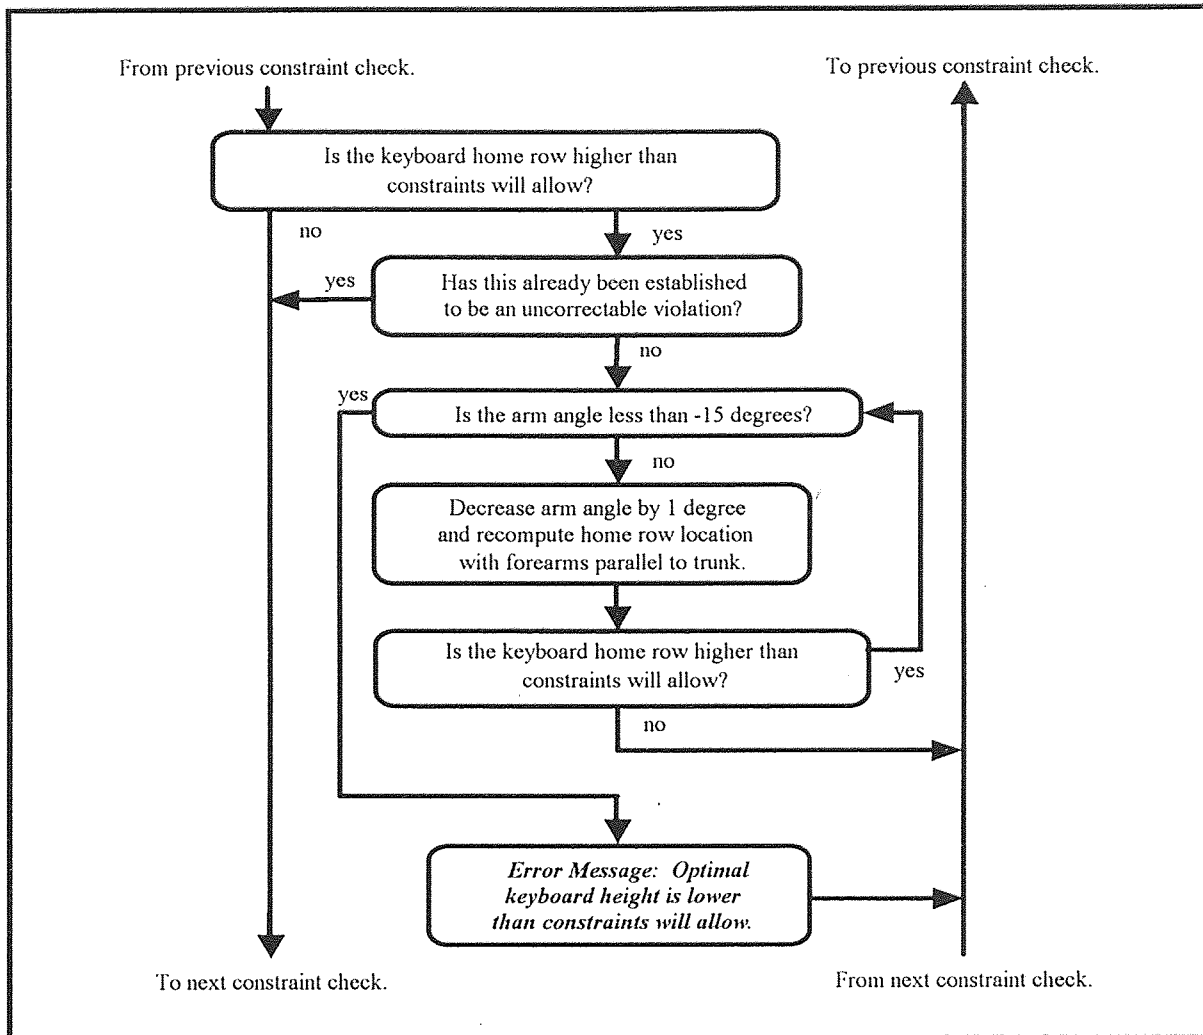 From previous constraint check.
To previous constraint check.
Is the keyboard home row higher than
constraints will allow?
no
yes
yes
Has this already been established
to be an uncorrectable violation?
no
yes
Is the arm angle less than -15 degrees?
no
Decrease arm angle by 1 degree
and recompute home row location
with forearms parallel to trunk.
Is the keyboard home row higher than
constraints will allow?
yes
no
Error Message: Optimal
keyboard height is lower
than constraints will allow.
To next constraint check.
From next constraint check.